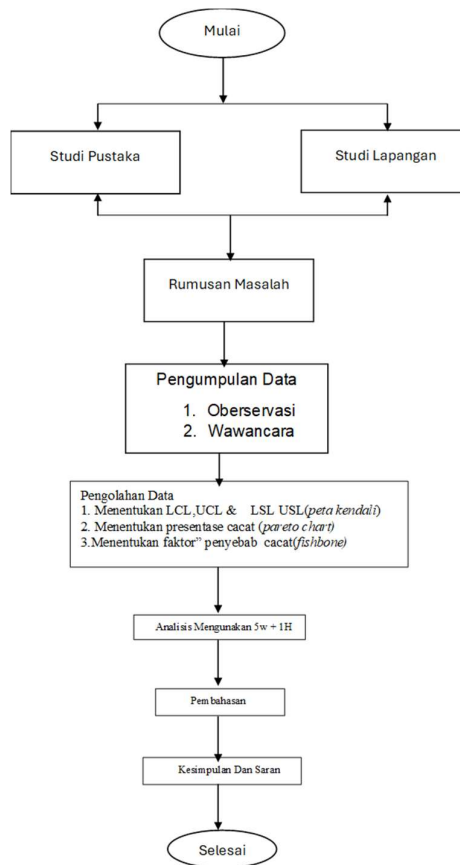 Mulai
Studi Pustaka
Studi Lapangan
Rumusan Masalah
Pengumpulan Data
1. Oberservasi
2. Wawancara
Pengolahan Data
1. Menentukan LCL,UCL & LSL USL(peta kendali)
2. Menentukan presentase cacat (pareto chart)
3.Menentukan faktor” penyebab cacat(fishbone)
Analisis Mengunakan 5w + 1H
Pembahasan
Kesimpulan Dan Saran
Selesai